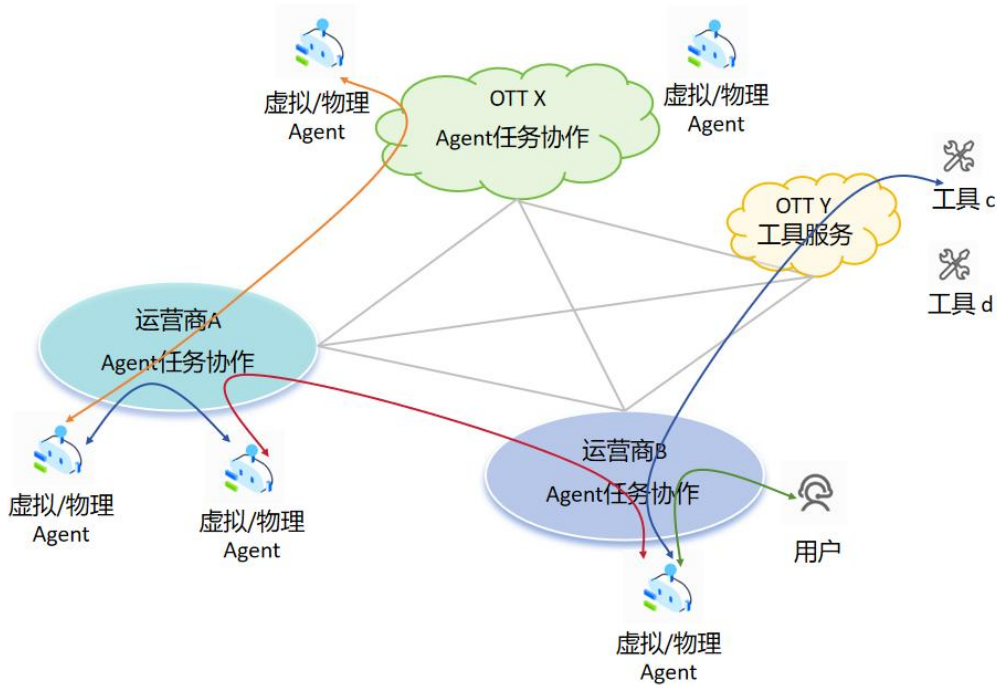 虚拟/物理
Agent
OTT X
Agent任务协作
虚拟/物理
Agent
OTT Y
工具服务
工具 c
工具 d
运营商A
Agent任务协作
运营商B
Agent任务协作
虚拟/物理
Agent
虚拟/物理
Agent
用户
虚拟/物理
Agent